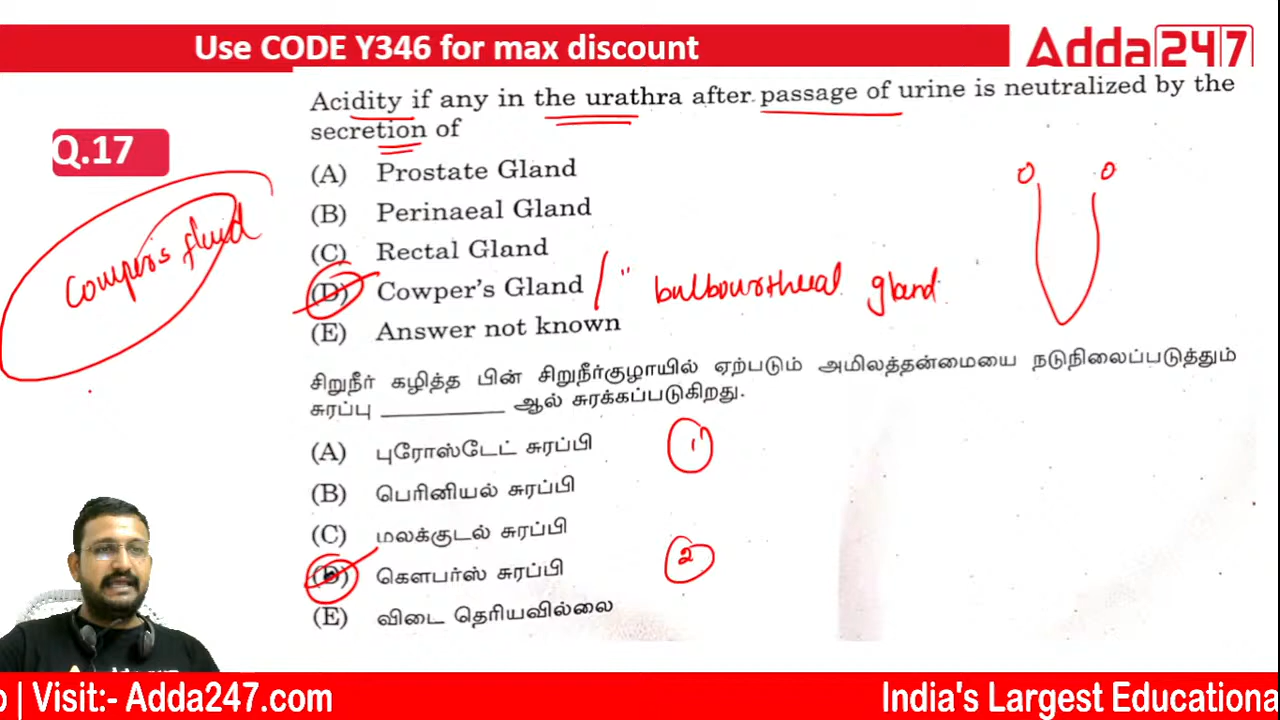 Use CODE Y346 for max discount
Adda247
Acidity if any in the urathra after passage of urine is neutralized by the
secretion of
Q.17
(A) Prostate Gland
(B) Perinaeal Gland
(C) Rectal Gland
(D) Cowper's Gland / " bulbourthueal gland
(E) Answer not known
Comper's fluid
சிறுநீர் கழித்த பின் சிறுநீர்குழாயில் ஏற்படும் அமிலத்தன்மையை நடுநிலைப்படுத்தும்
சுரப்பு ____________ ஆல் சுரக்கப்படுகிறது.
(A) புரோஸ்டேட் சுரப்பி
(B) பெரினியல் சுரப்பி
(C) மலக்குடல் சுரப்பி
(D) கௌபர்ஸ் சுரப்பி
(E) விடை தெரியவில்லை
1
2
p | Visit:- Adda247.com
India's Largest Educationa